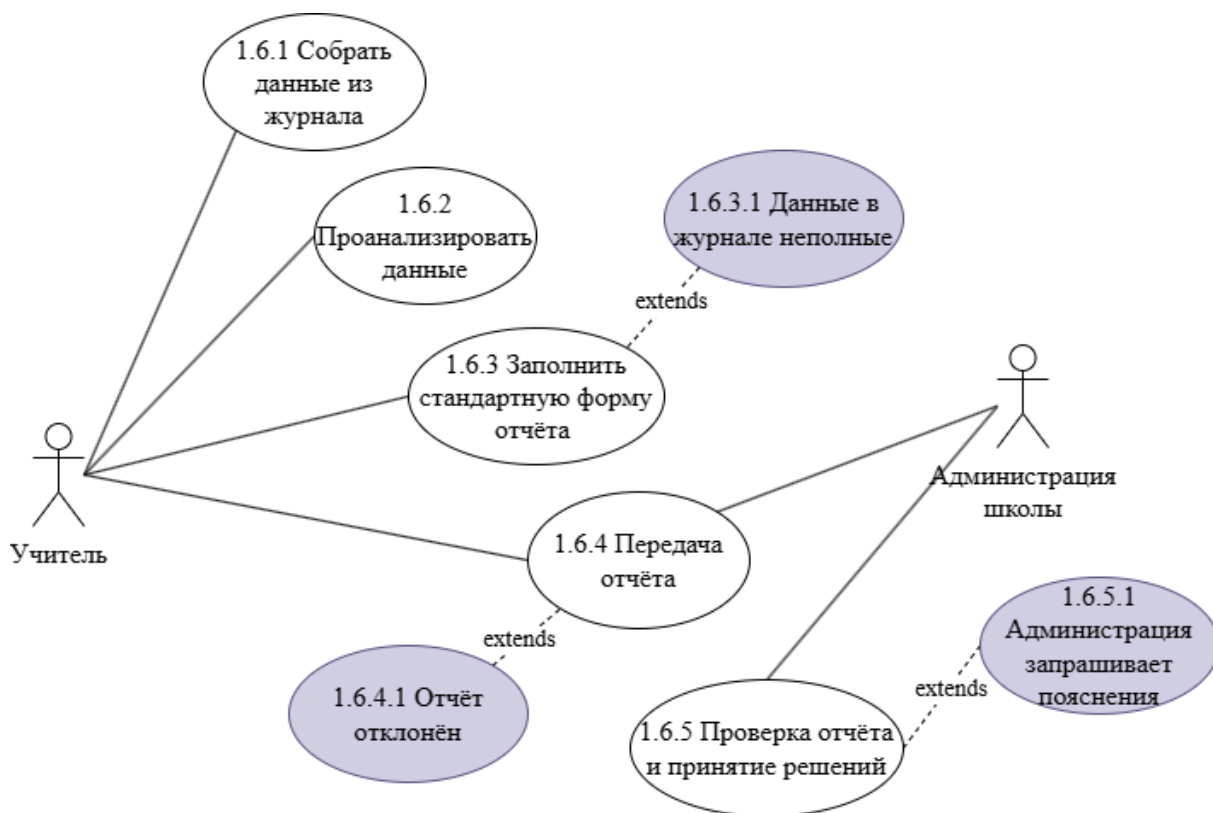 1.6.1 Собрать
данные из
журнала
1.6.2
Проанализировать
данные
1.6.3.1 Данные в
журнале неполные
extends
1.6.3 Заполнить
стандартную форму
отчёта
Администрация
школы
Учитель
1.6.4 Передача
отчёта
extends
1.6.4.1 Отчёт
отклонён
1.6.5.1
Администрация
запрашивает
пояснения
extends
1.6.5 Проверка отчёта
и принятие решений